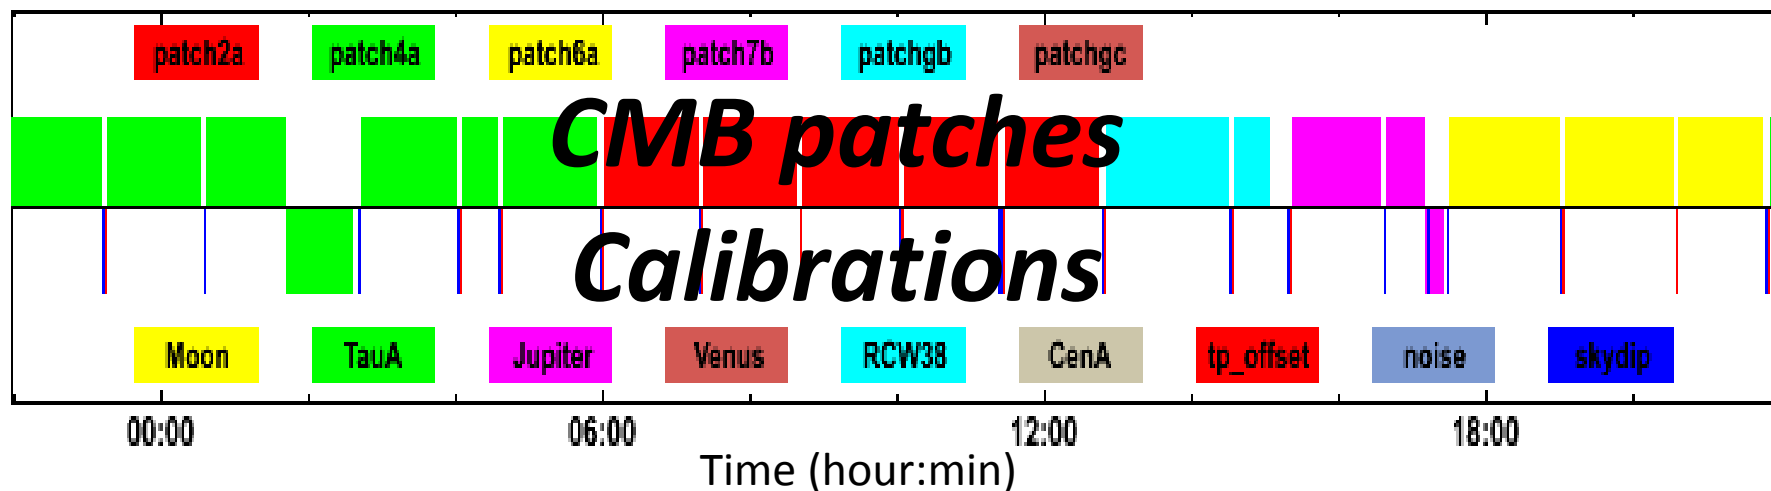 patch2a patch4a patch6a patch7b patchgb patchgc
CMB patches
Calibrations
Moon TauA Jupiter Venus RCW38 CenA tp_offset noise skydip
00:00 06:00 12:00 18:00
Time (hour:min)